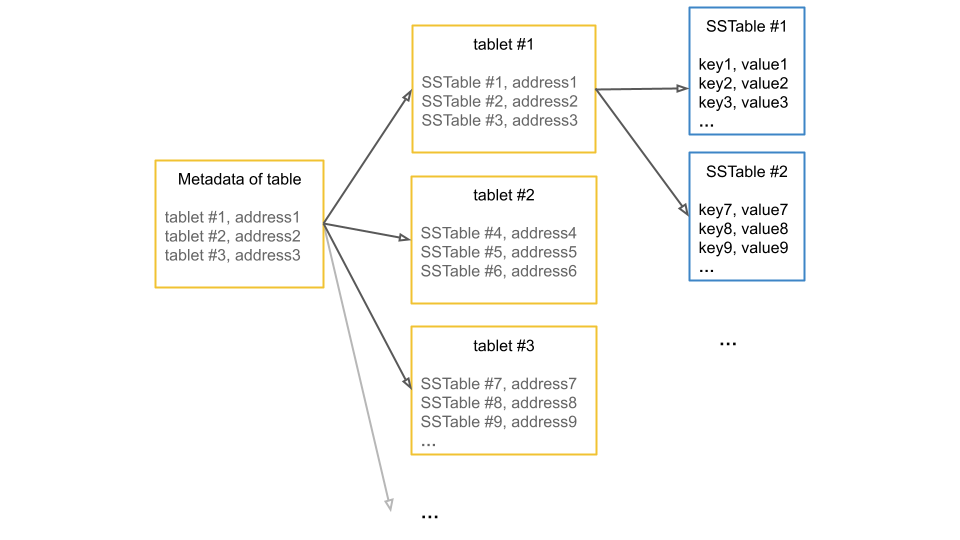 Metadata of table
tablet #1, address1
tablet #2, address2
tablet #3, address3
tablet #1
SSTable #1, address1
SSTable #2, address2
SSTable #3, address3
tablet #2
SSTable #4, address4
SSTable #5, address5
SSTable #6, address6
tablet #3
SSTable #7, address7
SSTable #8, address8
SSTable #9, address9
...
...
SSTable #1
key1, value1
key2, value2
key3, value3
...
SSTable #2
key7, value7
key8, value8
key9, value9
...
...